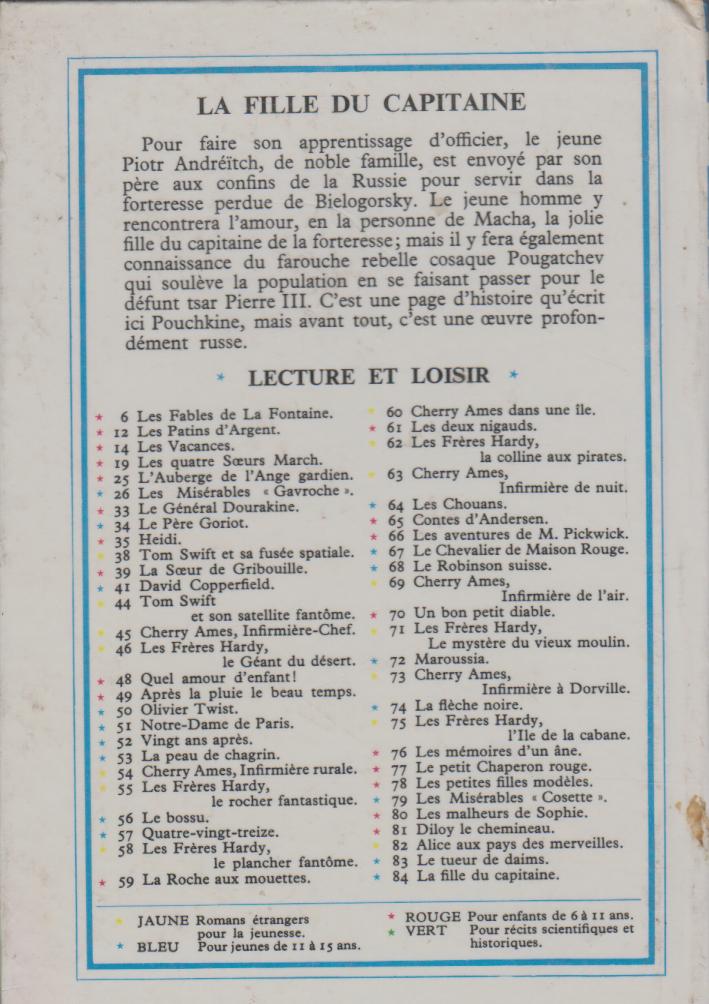 LA FILLE DU CAPITAINE
Pour faire son apprentissage d'officier, le jeune
Piotr Andréïtch, de noble famille, est envoyé par son
père aux confins de la Russie pour servir dans la
forteresse perdue de Bielogorsky. Le jeune homme y
rencontrera l'amour, en la personne de Macha, la jolie
fille du capitaine de la forteresse; mais il y fera également
connaissance du farouche rebelle cosaque Pougatchev
qui soulève la population en se faisant passer pour le
défunt tsar Pierre III. C'est une page d'histoire qu'écrit
ici Pouchkine, mais avant tout, c'est une œuvre profon-
dément russe.
* LECTURE ET LOISIR *
* 6 Les Fables de La Fontaine.
* 12 Les Patins d'Argent.
* 14 Les Vacances.
* 19 Les quatre Sœurs March.
* 25 L'Auberge de l'Ange gardien.
* 26 Les Misérables « Gavroche ».
* 33 Le Général Dourakine.
* 34 Le Père Goriot.
* 35 Heidi.
* 38 Tom Swift et sa fusée spatiale.
* 39 La Sœur de Gribouille.
* 41 David Copperfield.
* 44 Tom Swift
et son satellite fantôme.
* 45 Cherry Ames, Infirmière-Chef.
* 46 Les Frères Hardy,
le Géant du désert.
* 48 Quel amour d'enfant!
* 49 Après la pluie le beau temps.
* 50 Olivier Twist.
* 51 Notre-Dame de Paris.
* 52 Vingt ans après.
* 53 La peau de chagrin.
* 54 Cherry Ames, Infirmière rurale.
* 55 Les Frères Hardy,
le rocher fantastique.
* 56 Le bossu.
* 57 Quatre-vingt-treize.
* 58 Les Frères Hardy,
le plancher fantôme.
* 59 La Roche aux mouettes.
* 60 Cherry Ames dans une île.
* 61 Les deux nigauds.
* 62 Les Frères Hardy,
la colline aux pirates.
* 63 Cherry Ames,
Infirmière de nuit.
* 64 Les Chouans.
* 65 Contes d'Andersen.
* 66 Les aventures de M. Pickwick.
* 67 Le Chevalier de Maison Rouge.
* 68 Le Robinson suisse.
* 69 Cherry Ames,
Infirmière de l'air.
* 70 Un bon petit diable.
* 71 Les Frères Hardy,
Le mystère du vieux moulin.
* 72 Maroussia.
* 73 Cherry Ames,
Infirmière à Dorville.
* 74 La flèche noire.
* 75 Les Frères Hardy,
l'Ile de la cabane.
* 76 Les mémoires d'un âne.
* 77 Le petit Chaperon rouge.
* 78 Les petites filles modèles.
* 79 Les Misérables « Cosette ».
* 80 Les malheurs de Sophie.
* 81 Diloy le chemineau.
* 82 Alice aux pays des merveilles.
* 83 Le tueur de daims.
* 84 La fille du capitaine.
* JAUNE Romans étrangers
pour la jeunesse.
* BLEU Pour jeunes de 11 à 15 ans.
* ROUGE Pour enfants de 6 à 11 ans.
* VERT Pour récits scientifiques et
historiques.